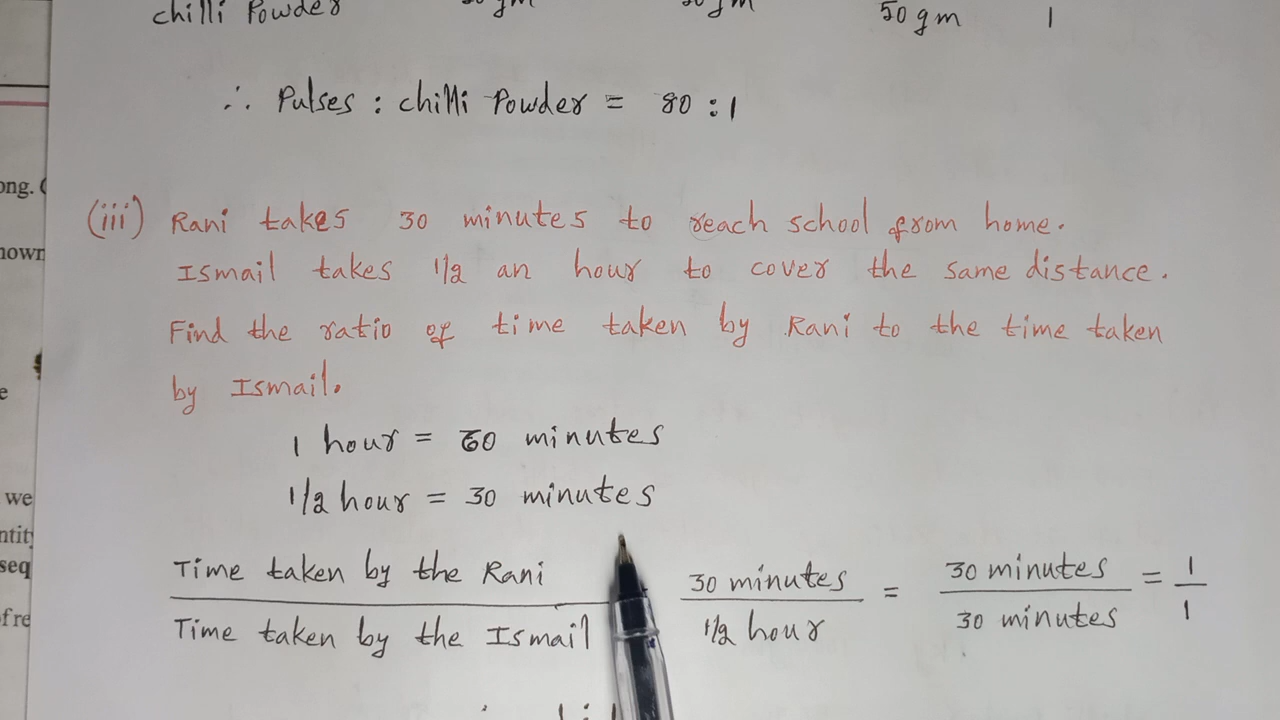 ong.
nown
e
we
ntity
seq
of re
chilli Powder 50 gm 1
∴ Pulses : chilli Powder = 80 : 1
(iii) Rani takes 30 minutes to reach school from home.
Ismail takes 1/2 an hour to cover the same distance.
Find the ratio of time taken by Rani to the time taken
by Ismail.
1 hour = 60 minutes
1/2 hour = 30 minutes
Time taken by the Rani 30 minutes = 30 minutes = 1
Time taken by the Ismail 1/2 hour 30 minutes 1